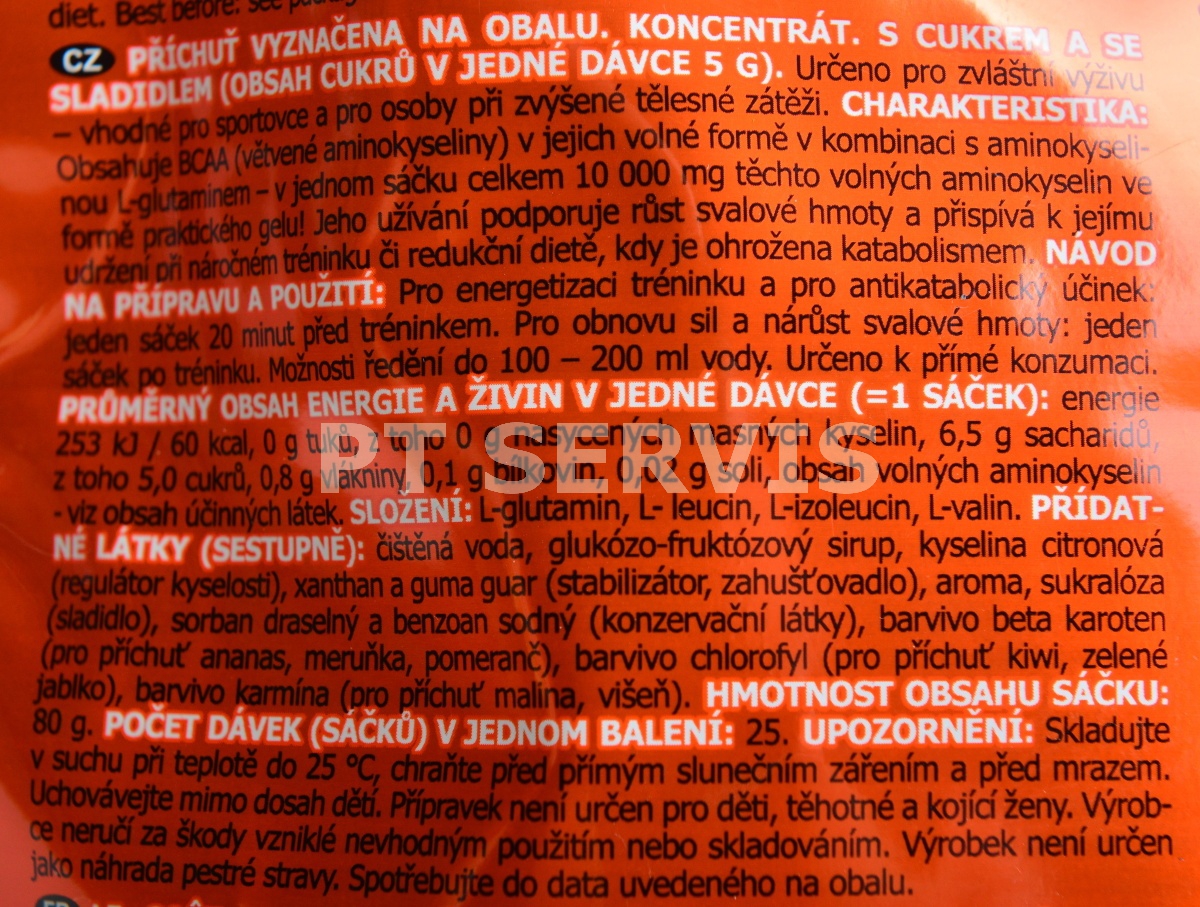 diet. Best before: see
CZ PŘÍCHUŤ VYZNAČENA NA OBALU. KONCENTRÁT. S CUKREM A SE
SLADIDLEM (OBSAH CUKRŮ V JEDNÉ DÁVCE 5 G). Určeno pro zvláštní výživu
– vhodné pro sportovce a pro osoby při zvýšené tělesné zátěži. CHARAKTERISTIKA:
Obsahuje BCAA (větvené aminokyseliny) v jejich volné formě v kombinaci s aminokyseli-
nou L-glutaminem – v jednom sáčku celkem 10 000 mg těchto volných aminokyselin ve
formě praktického gelu! Jeho užívání podporuje růst svalové hmoty a přispívá k jejímu
udržení při náročném tréninku či redukční dietě, kdy je ohrožena katabolismem. NÁVOD
NA PŘÍPRAVU A POUŽITÍ: Pro energetizaci tréninku a pro antikatabolický účinek:
jeden sáček 20 minut před tréninkem. Pro obnovu sil a nárůst svalové hmoty: jeden
sáček po tréninku. Možnosti ředění do 100 – 200 ml vody. Určeno k přímé konzumaci.
PRŮMĚRNÝ OBSAH ENERGIE A ŽIVIN V JEDNÉ DÁVCE (=1 SÁČEK): energie
253 kJ / 60 kcal, 0 g tuků, z toho 0 g nasycených masných kyselin, 6,5 g sacharidů,
PT SERVIS
z toho 5,0 cukrů, 0,8 g vlákniny, 0,1 g bílkovin, 0,02 g soli, obsah volných aminokyselin
- viz obsah účinných látek. SLOŽENÍ: L-glutamin, L- leucin, L-izoleucin, L-valin. PŘÍDAT-
NÉ LÁTKY (SESTUPNĚ): čištěná voda, glukózo-fruktózový sirup, kyselina citronová
(regulátor kyselosti), xanthan a guma guar (stabilizátor, zahušťovadlo), aroma, sukralóza
(sladidlo), sorban draselný a benzoan sodný (konzervační látky), barvivo beta karoten
(pro příchuť ananas, meruňka, pomeranč), barvivo chlorofyl (pro příchuť kiwi, zelené
jablko), barvivo karmína (pro příchuť malina, višeň). HMOTNOST OBSAHU SÁČKU:
80 g. POČET DÁVEK (SÁČKŮ) V JEDNOM BALENÍ: 25. UPOZORNĚNÍ: Skladujte
v suchu při teplotě do 25 °C, chraňte před přímým slunečním zářením a před mrazem.
Uchovávejte mimo dosah dětí. Přípravek není určen pro děti, těhotné a kojící ženy. Výrob-
ce neručí za škody vzniklé nevhodným použitím nebo skladováním. Výrobek není určen
jako náhrada pestré stravy. Spotřebujte do data uvedeného na obalu.